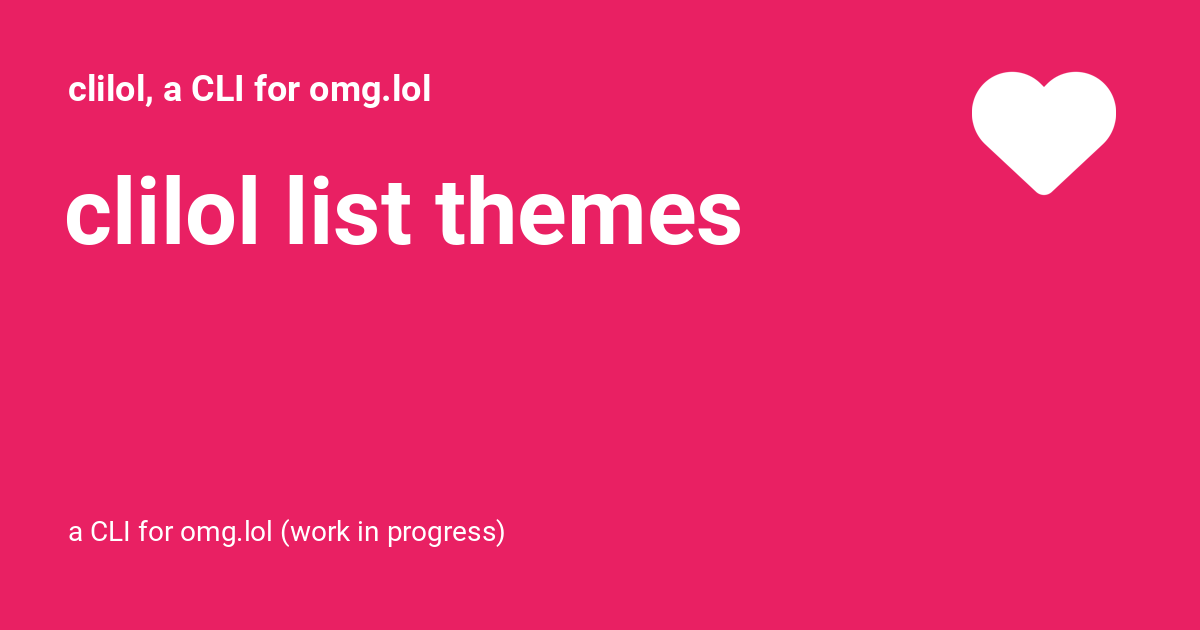 clilol, a CLI for omg.lol
clilol list themes
a CLI for omg.lol (work in progress)